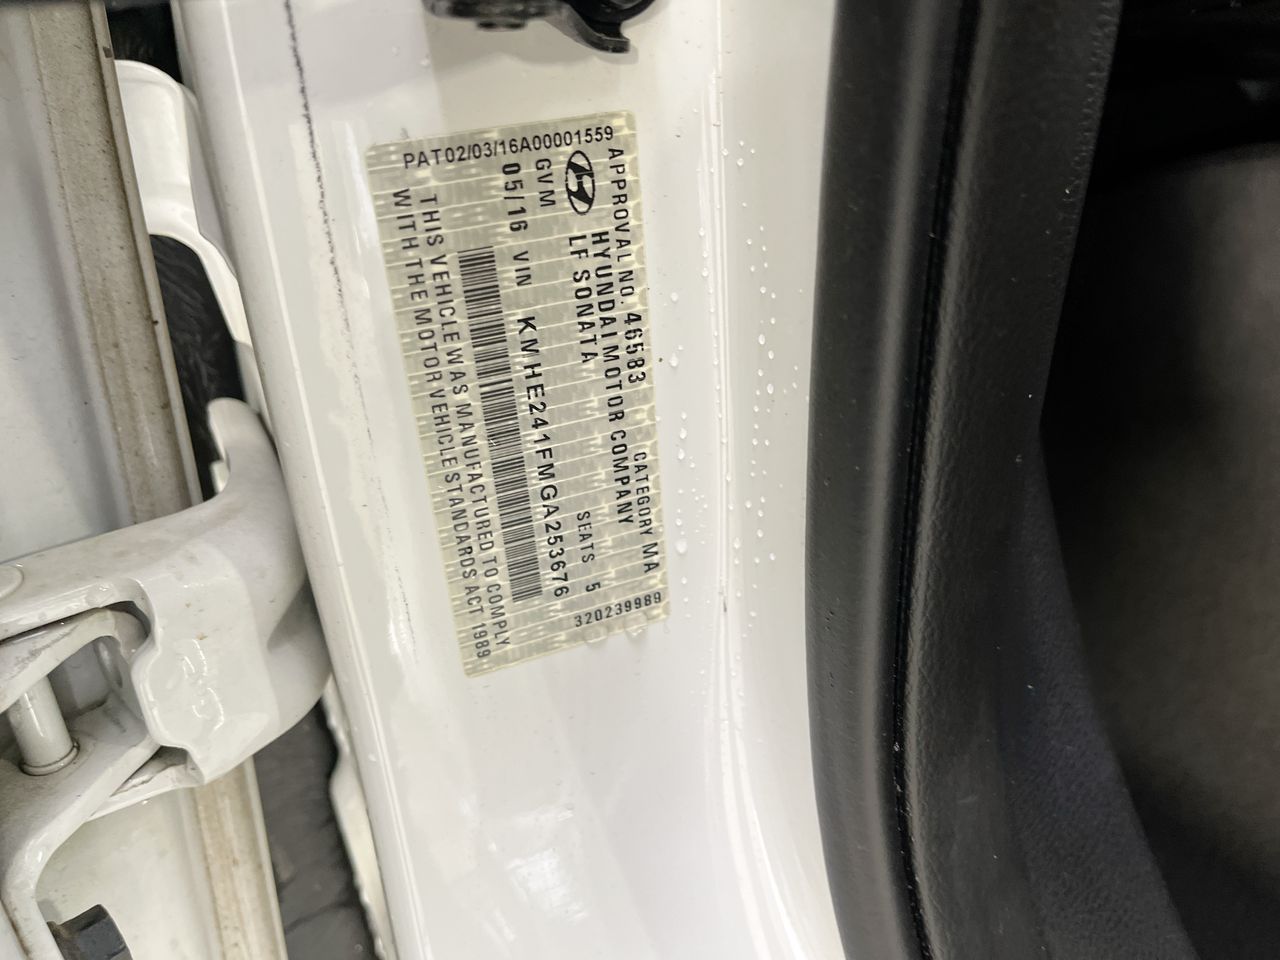 APPROVAL NO. 46583 CATEGORY MA
HYUNDAI MOTOR COMPANY
LF SONATA SEATS 5
GVM
05/16 VIN KMHE241FMGA253676
THIS VEHICLE WAS MANUFACTURED TO COMPLY
WITH THE MOTOR VEHICLE STANDARDS ACT 1989
PAT02/03/16A00001559
320239989